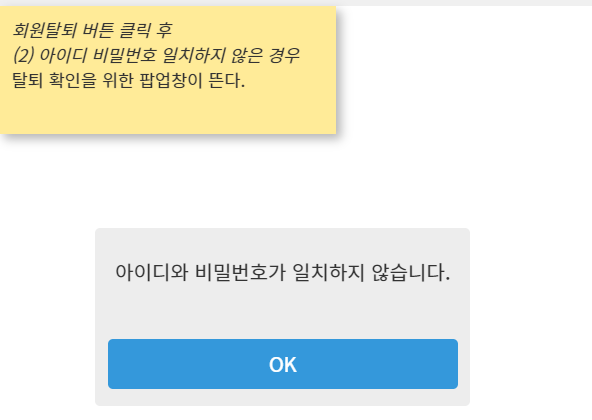 회원탈퇴 버튼 클릭 후
(2) 아이디 비밀번호 일치하지 않은 경우
탈퇴 확인을 위한 팝업창이 뜬다.
아이디와 비밀번호가 일치하지 않습니다.
OK